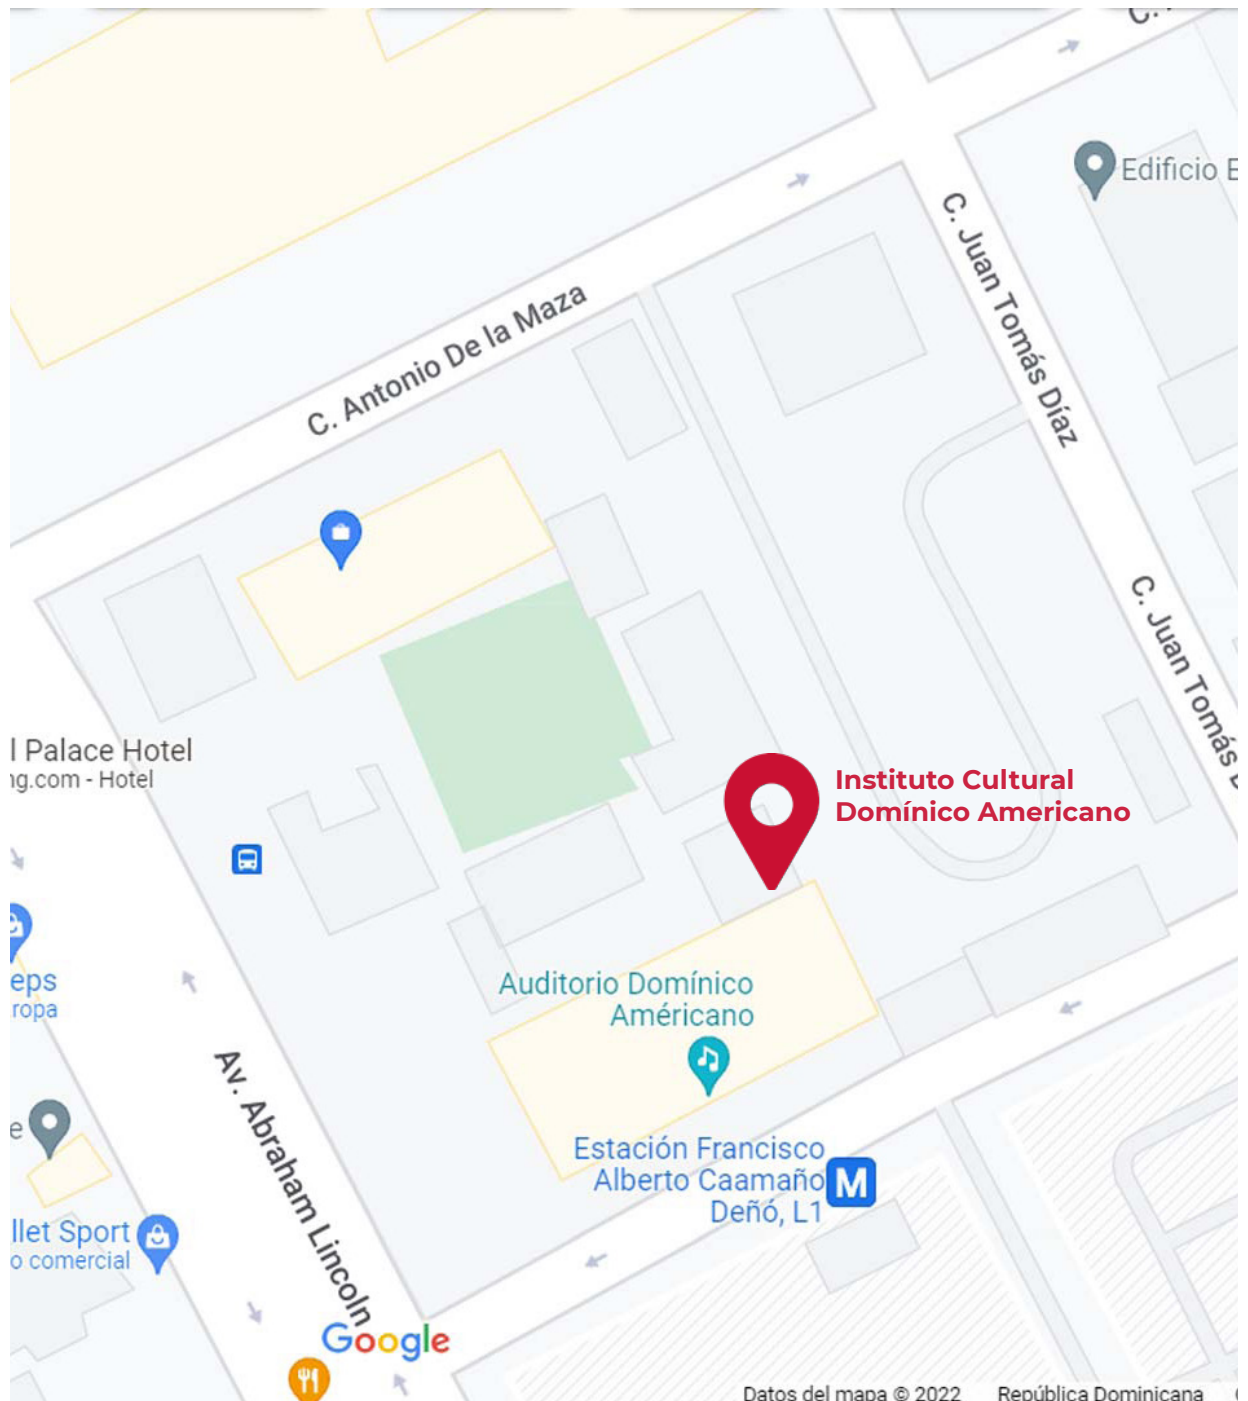 Edificio E
C. Juan Tomás Díaz
C. Antonio De la Maza
C. Juan Tomás D
l Palace Hotel
ng.com - Hotel
Instituto Cultural
Domínico Americano
Auditorio Domínico
Américano
eps
ropa
Av. Abraham Lincoln
e
Estación Francisco
Alberto Caamaño
Deñó, L1
M
llet Sport
o comercial
Google
Datos del mapa © 2022 República Dominicana